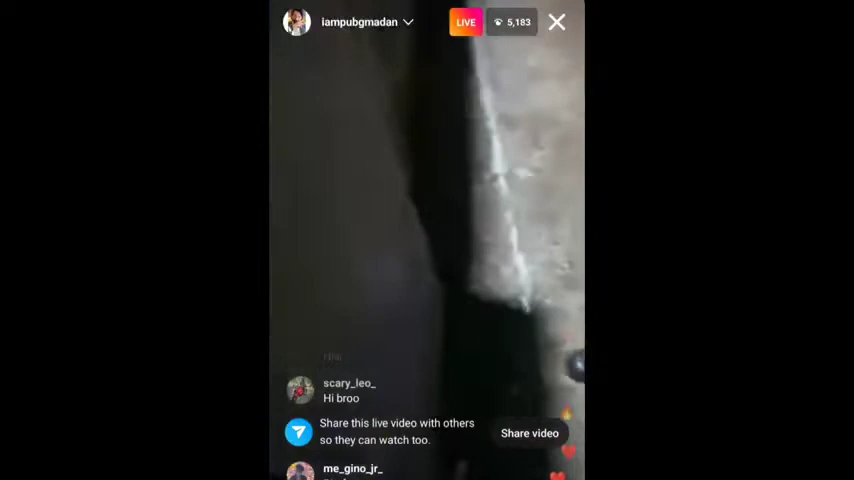 iampubgmadan
LIVE
5,183
scary_leo_
Hi broo
Share this live video with others
so they can watch too.
Share video
me_gino_jr_